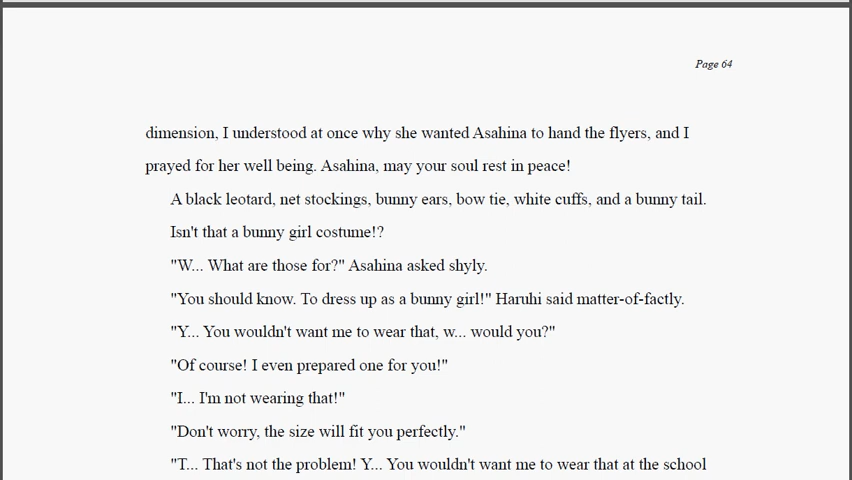 Page 64
dimension, I understood at once why she wanted Asahina to hand the flyers, and I
prayed for her well being. Asahina, may your soul rest in peace!
A black leotard, net stockings, bunny ears, bow tie, white cuffs, and a bunny tail.
Isn't that a bunny girl costume!?
"W... What are those for?" Asahina asked shyly.
"You should know. To dress up as a bunny girl!" Haruhi said matter-of-factly.
"Y... You wouldn't want me to wear that, w... would you?"
"Of course! I even prepared one for you!"
"I... I'm not wearing that!"
"Don't worry, the size will fit you perfectly."
"T... That's not the problem! Y... You wouldn't want me to wear that at the school